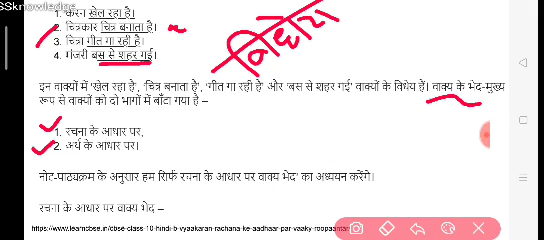 SSknowledge
1. करन खेल रहा है।
2. चित्रकार चित्र बनाता है।
3. चित्रा गीत गा रही है।
4. गंजरी बस से शहर गई।
विधेय
इन वाक्यों में 'खेल रहा है', 'चित्र बनाता है', 'गीत गा रही है' और 'बस से शहर गई' वाक्यों के विधेय हैं। वाक्य के भेद-मुख्य
रूप से वाक्यों को दो भागों में बाँटा गया है –
1. रचना के आधार पर,
2. अर्थ के आधार पर।
नोट-पाठ्यक्रम के अनुसार हम सिर्फ रचना के आधार पर वाक्य भेद' का अध्ययन करेंगे।
रचना के आधार पर वाक्य भेद –
https://www.learncbse.in/cbse-class-10-hindi-b-vyaakaran-rachana-ke-aadhaar-par-vaaky-roopaantar